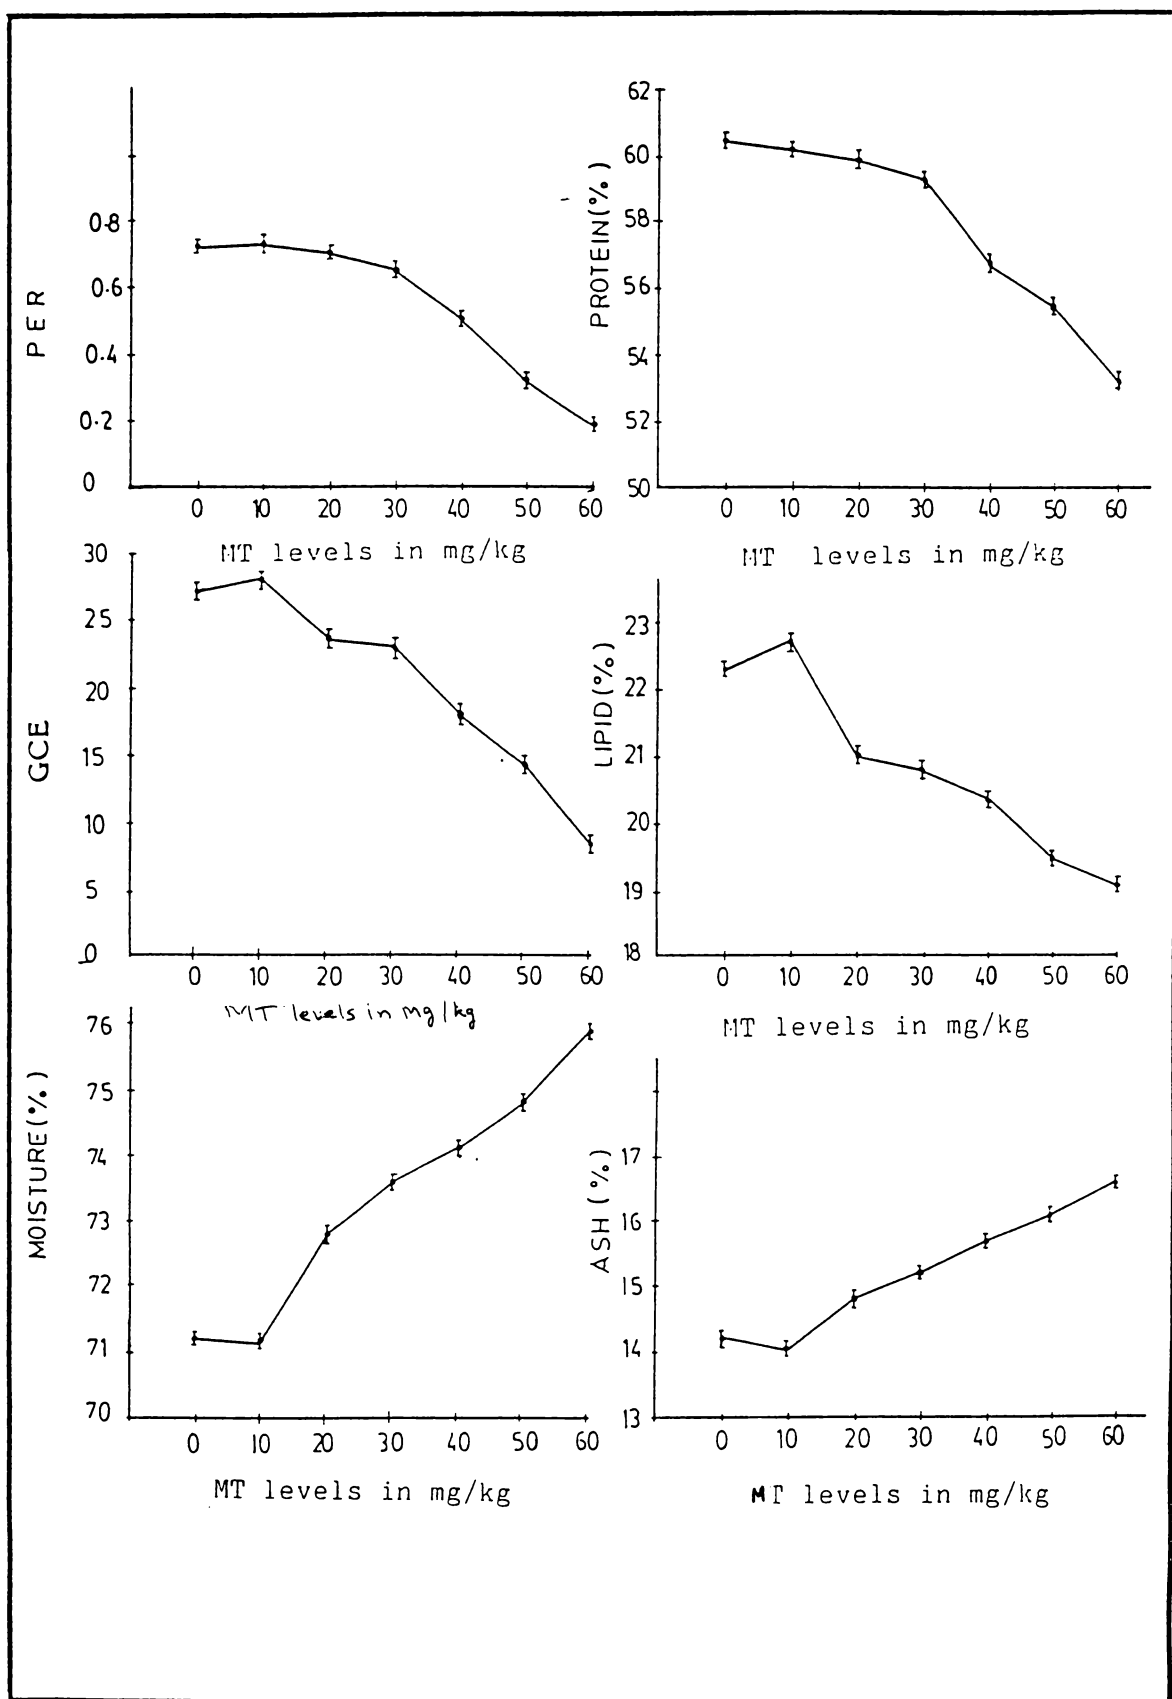 PER
0.8
0.6
0.4
0.2
0
0 10 20 30 40 50 60
MT levels in mg/kg
PROTEIN(%)
62
60
58
56
54
52
50
0 10 20 30 40 50 60
MT levels in mg/kg
GCE
30
25
20
15
10
5
0
0 10 20 30 40 50 60
MT levels in mg/kg
LIPID(%)
23
22
21
20
19
18
0 10 20 30 40 50 60
MT levels in mg/kg
MOISTURE(%)
76
75
74
73
72
71
70
0 10 20 30 40 50 60
MT levels in mg/kg
ASH(%)
17
16
15
14
13
0 10 20 30 40 50 60
MT levels in mg/kg